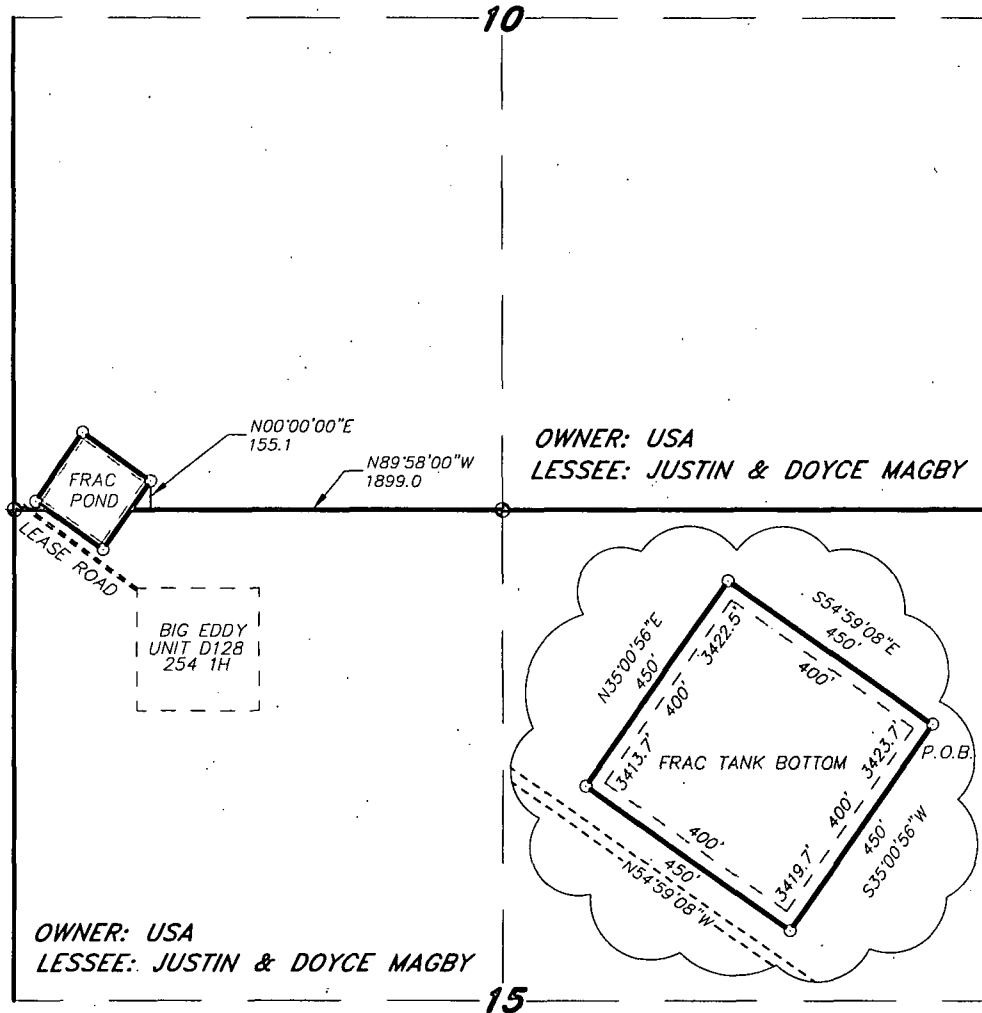 10
N00°00'00"E
155.1
N89°58'00"W
1899.0
OWNER: USA
LESSEE: JUSTIN & DOYCE MAGBY
FRAC
POND
LEASE ROAD
BIG EDDY
UNIT D128
254 1H
S54°59'08"E
450'
400'
N35°00'56"E
450'
400'
3422.5'
3413.7'
FRAC TANK BOTTOM
3423.7'
P.O.B.
400'
450'
S35°00'56"W
3419.7'
400'
450'
N54°59'08"W
OWNER: USA
LESSEE: JUSTIN & DOYCE MAGBY
15